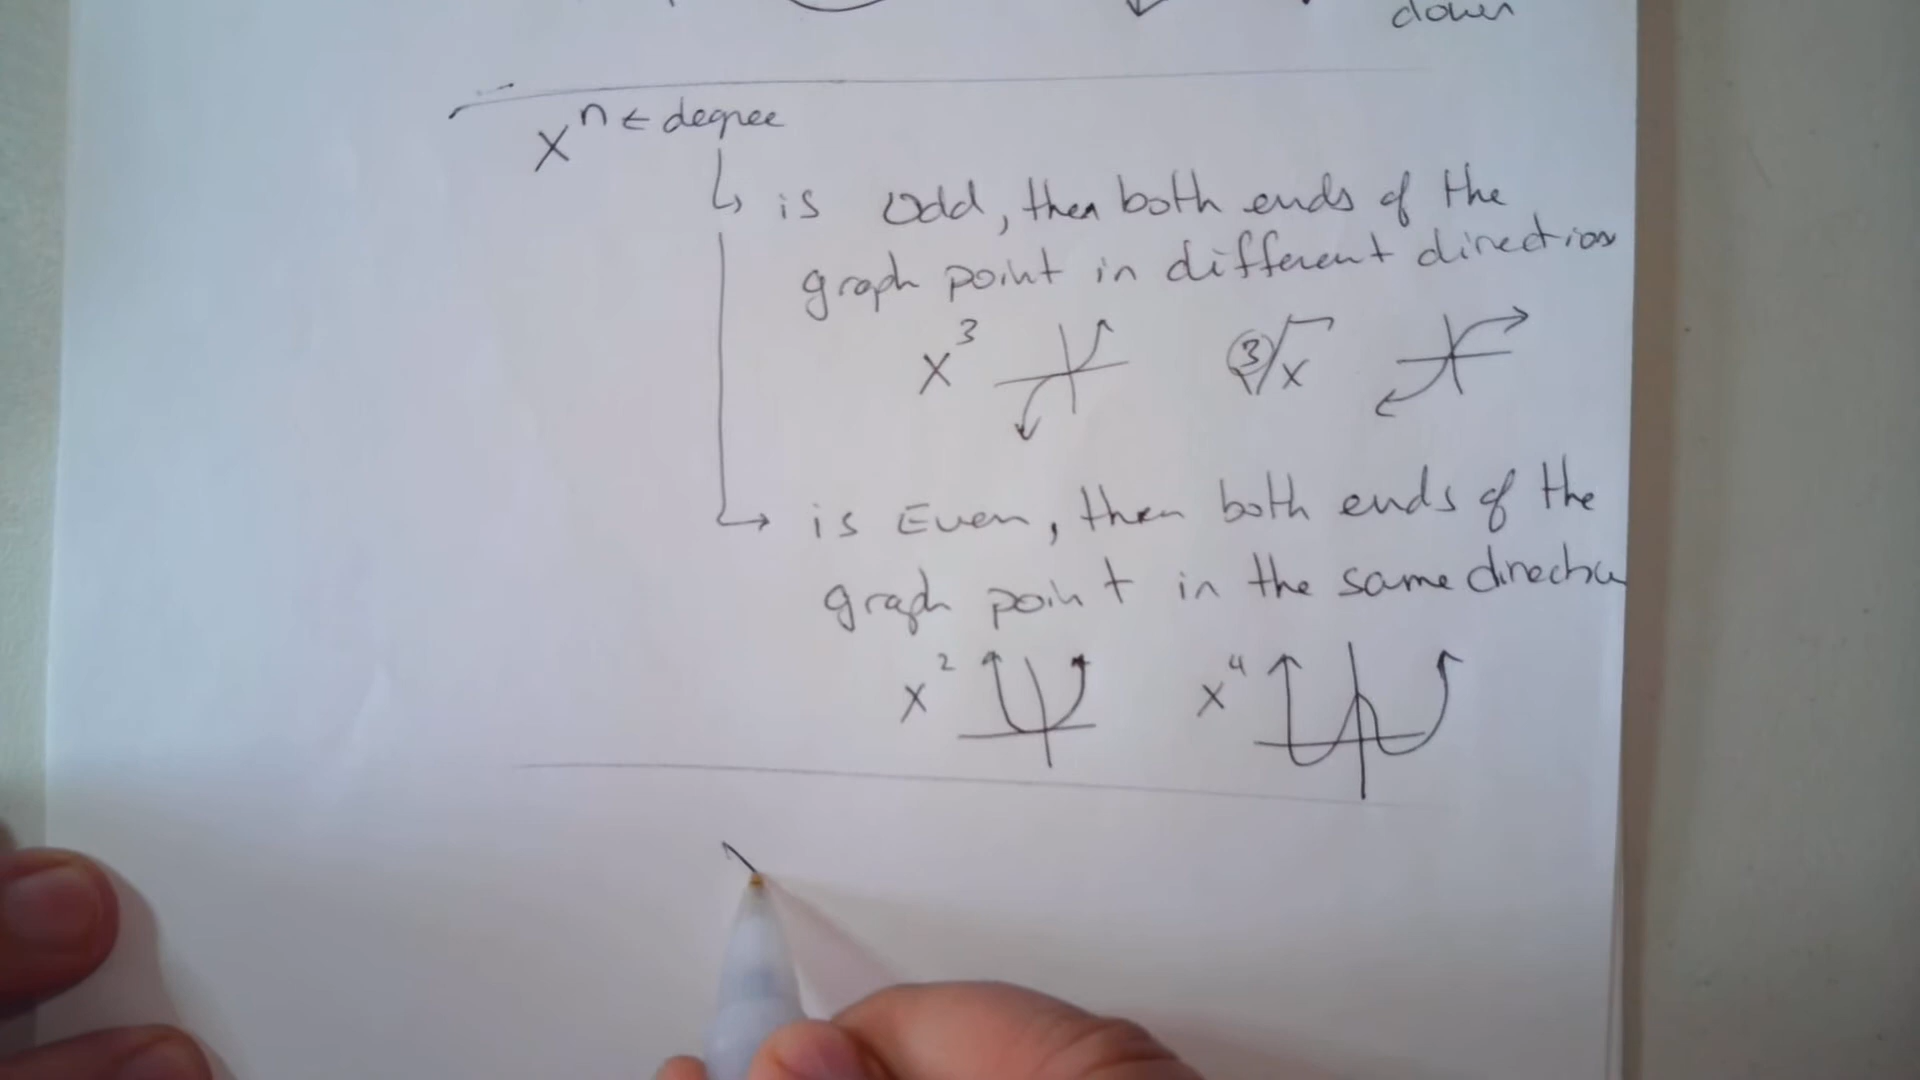 down
xⁿ ← degree
↳ is Odd, then both ends of the
graph point in different direction
x³ ∛x
→ is Even, then both ends of the
graph point in the same direction
x² x⁴